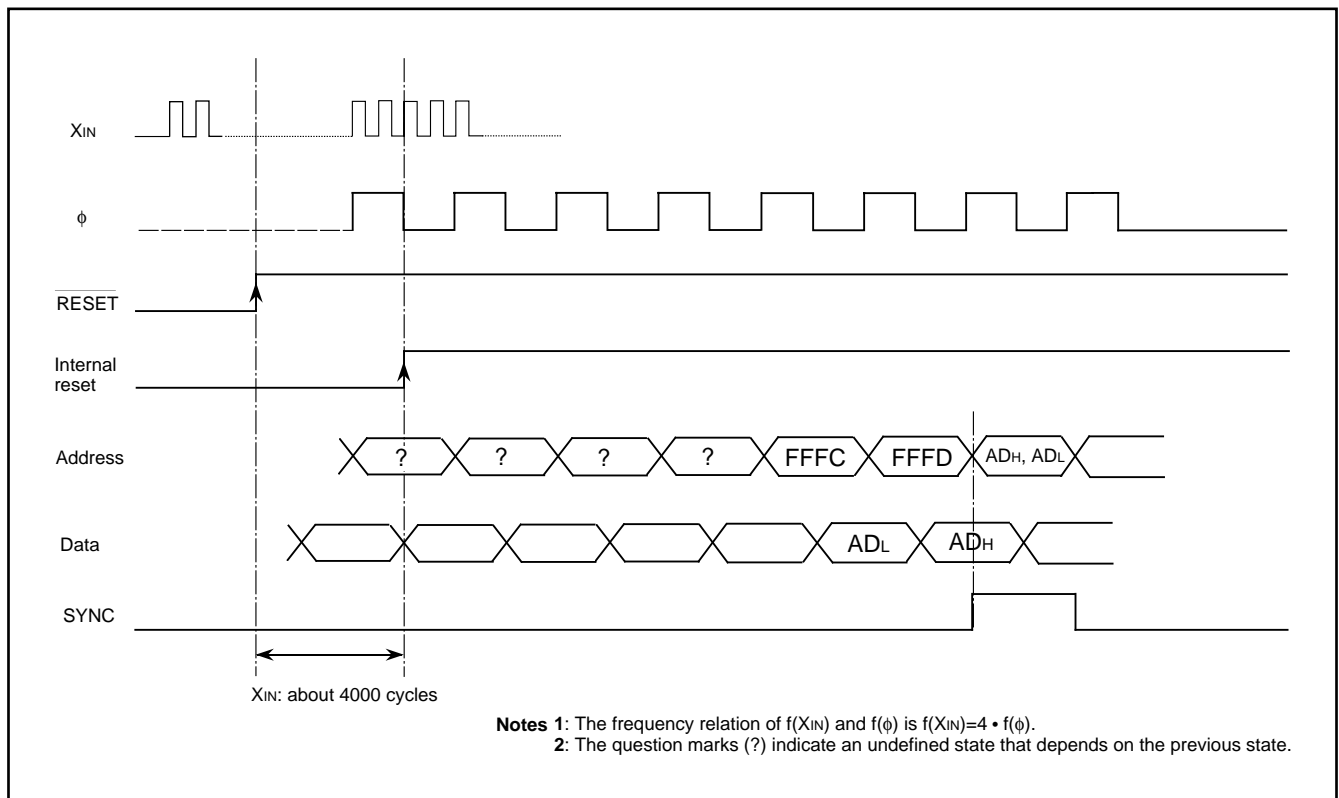 XIN
ϕ
RESET
Internal
reset
Address
? ? ? ? FFFC FFFD ADH, ADL
Data
ADL ADH
SYNC
XIN: about 4000 cycles
Notes 1: The frequency relation of f(XIN) and f(ϕ) is f(XIN)=4 • f(ϕ).
2: The question marks (?) indicate an undefined state that depends on the previous state.